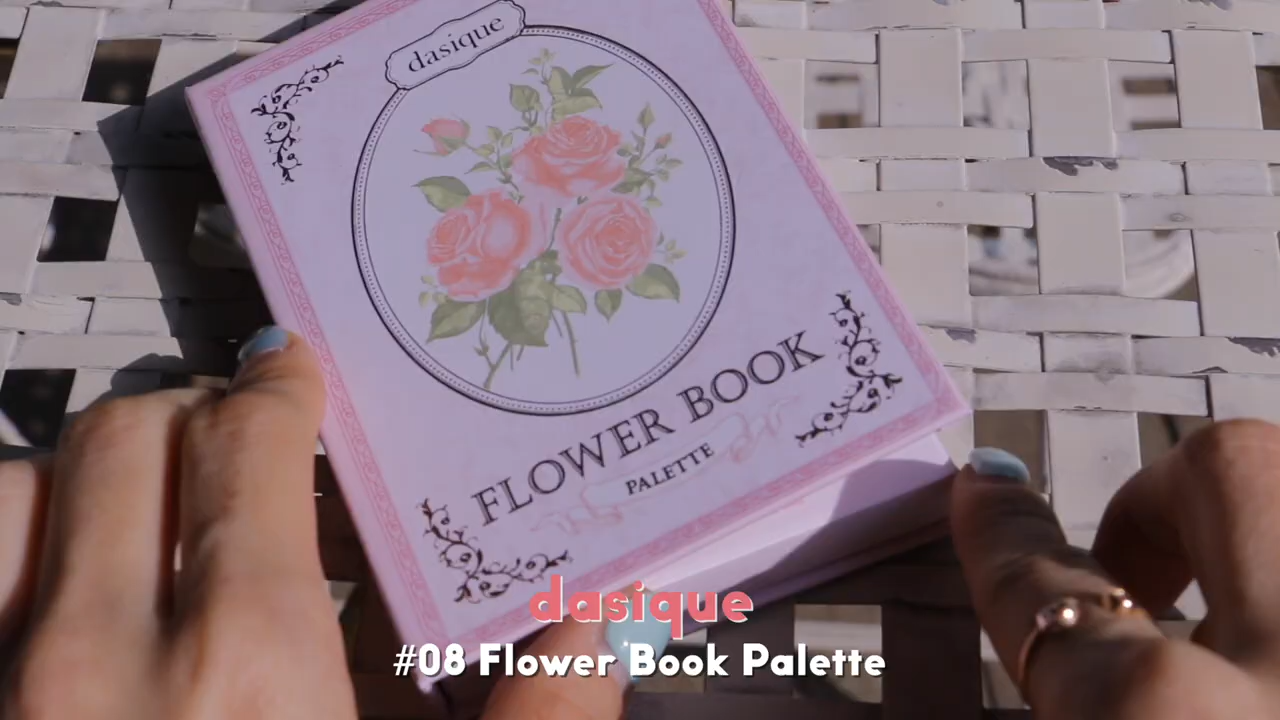 dasique
FLOWER BOOK
PALETTE
dasique
#08 Flower Book Palette